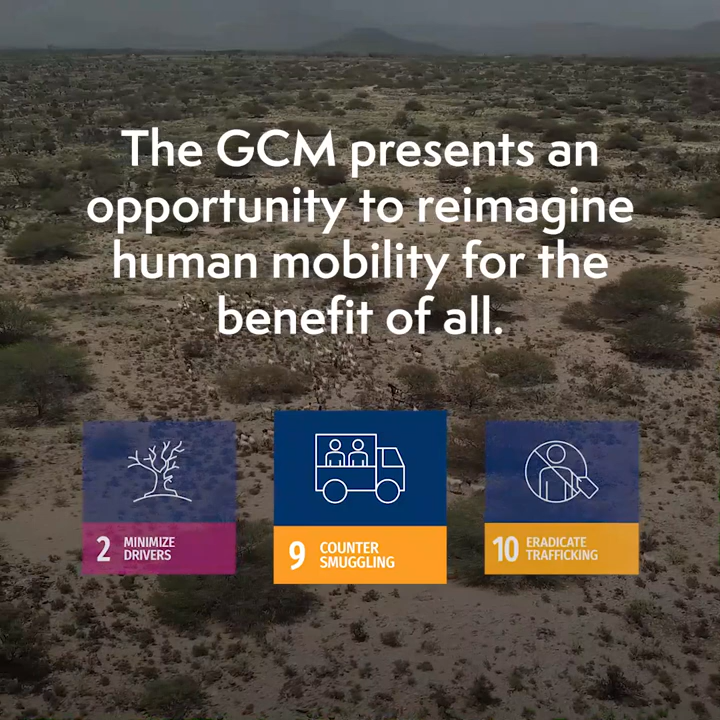 The GCM presents an
opportunity to reimagine
human mobility for the
benefit of all.
2 MINIMIZE
DRIVERS
9 COUNTER
SMUGGLING
10 ERADICATE
TRAFFICKING